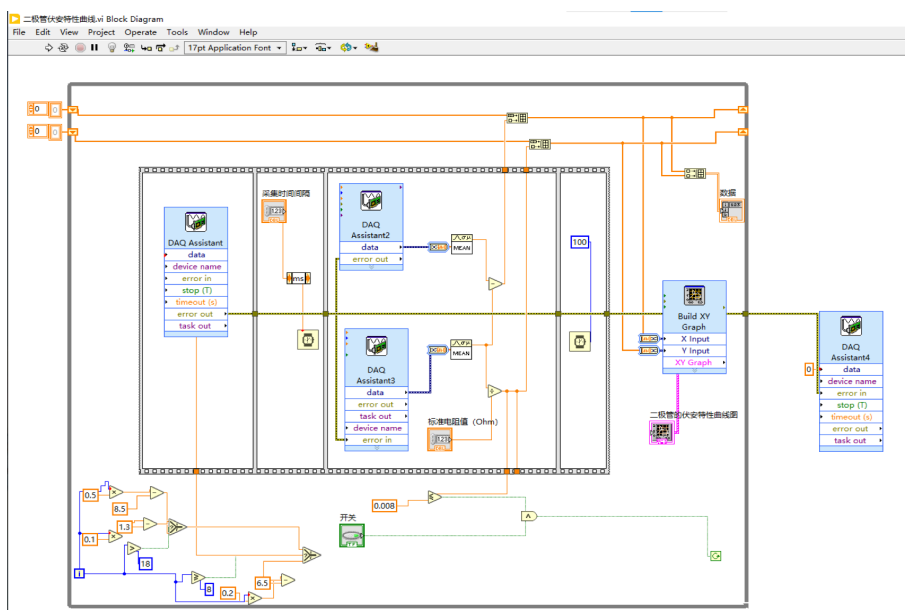 二极管伏安特性曲线.vi Block Diagram
File Edit View Project Operate Tools Window Help
17pt Application Font
0 0
0 0
数据
采集时间间隔
123
DAQ Assistant
data
device name
error in
stop (T)
timeout (s)
error out
task out
ms
DAQ
Assistant2
data
error out
MEAN
100
DAQ
Assistant3
data
error out
task out
device name
error in
MEAN
标准电阻值（Ohm）
123
Build XY
Graph
X Input
Y Input
XY Graph
二极管的伏安特性曲线图
0
DAQ
Assistant4
data
device name
error in
stop (T)
timeout (s)
error out
task out
0.5
8.5
1.3
0.1
18
i
8
0.2
6.5
0.008
开关
TF